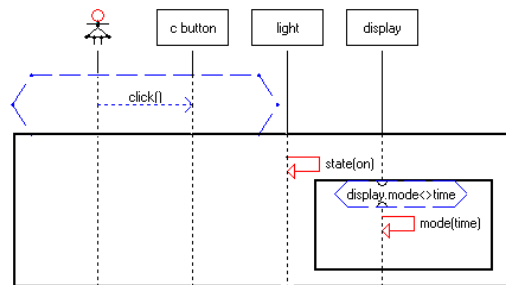 c button
light
display
click()
state(on)
display.mode<>time
mode(time)